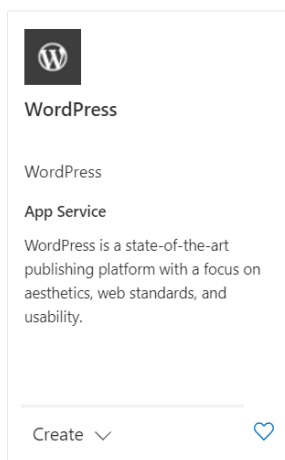 WordPress
WordPress
App Service
WordPress is a state-of-the-art
publishing platform with a focus on
aesthetics, web standards, and
usability.
Create